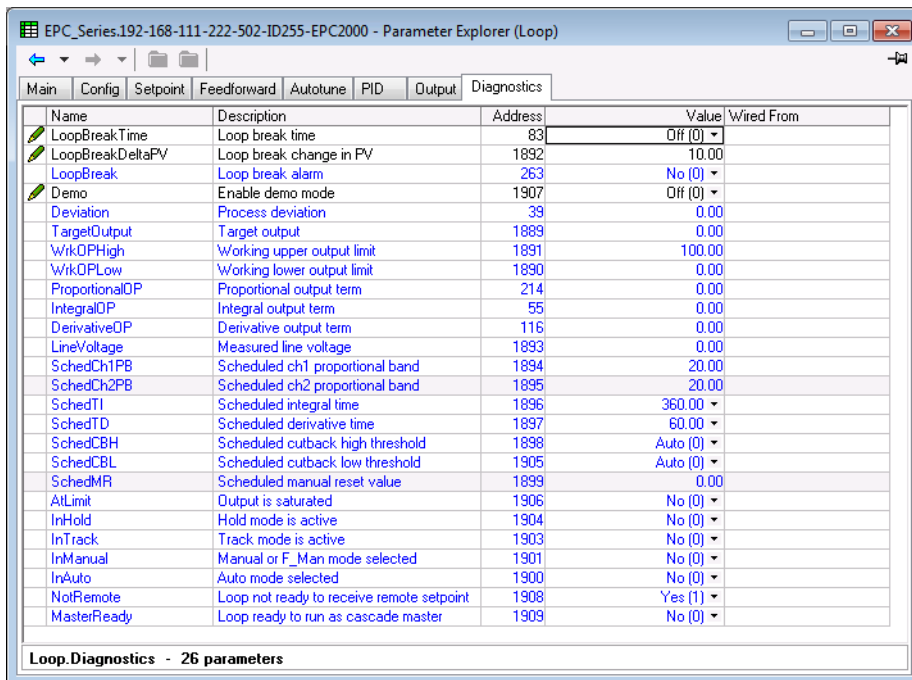 EPC_Series.192-168-111-222-502-ID255-EPC2000 - Parameter Explorer (Loop)
Main Config Setpoint Feedforward Autotune PID Output Diagnostics
Name Description Address Value Wired From
LoopBreakTime Loop break time 83 Off (0)
LoopBreakDeltaPV Loop break change in PV 1892 10.00
LoopBreak Loop break alarm 263 No (0)
Demo Enable demo mode 1907 Off (0)
Deviation Process deviation 39 0.00
TargetOutput Target output 1889 0.00
WrkOPHigh Working upper output limit 1891 100.00
WrkOPLow Working lower output limit 1890 0.00
ProportionalOP Proportional output term 214 0.00
IntegralOP Integral output term 55 0.00
DerivativeOP Derivative output term 116 0.00
LineVoltage Measured line voltage 1893 0.00
SchedCh1PB Scheduled ch1 proportional band 1894 20.00
SchedCh2PB Scheduled ch2 proportional band 1895 20.00
SchedTI Scheduled integral time 1896 360.00
SchedTD Scheduled derivative time 1897 60.00
SchedCBH Scheduled cutback high threshold 1898 Auto (0)
SchedCBL Scheduled cutback low threshold 1905 Auto (0)
SchedMR Scheduled manual reset value 1899 0.00
AtLimit Output is saturated 1906 No (0)
InHold Hold mode is active 1904 No (0)
InTrack Track mode is active 1903 No (0)
InManual Manual or F_Man mode selected 1901 No (0)
InAuto Auto mode selected 1900 No (0)
NotRemote Loop not ready to receive remote setpoint 1908 Yes (1)
MasterReady Loop ready to run as cascade master 1909 No (0)
Loop.Diagnostics - 26 parameters